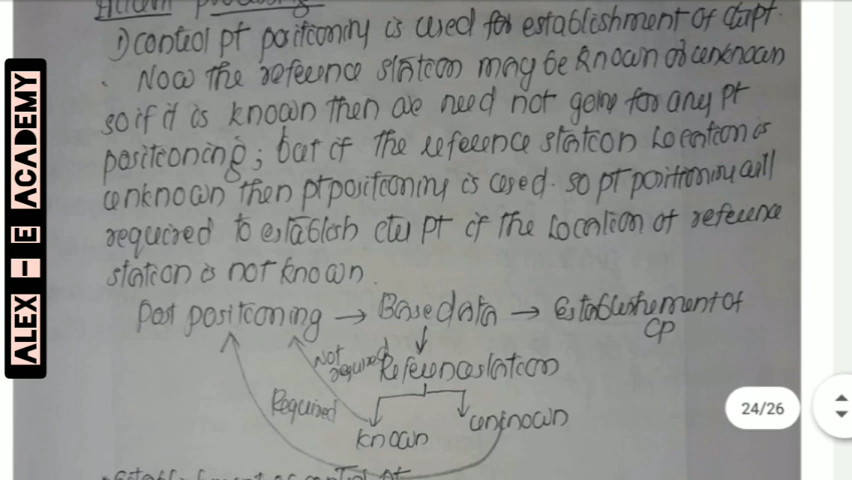 ALEX - E ACADEMY
1) control pt positioning is used for establishment of ctrl pt.
Now the reference station may be known or unknown
so if it is known then we need not going for any pt
positioning; but if the reference station Location is
unknown then pt positioning is used. so pt positioning will
required to establish ctrl pt if the Location of reference
station is not known.
Post positioning → Base data → Establishement of
CP
Not
required
Reference station
Required
known
unknown
24/26